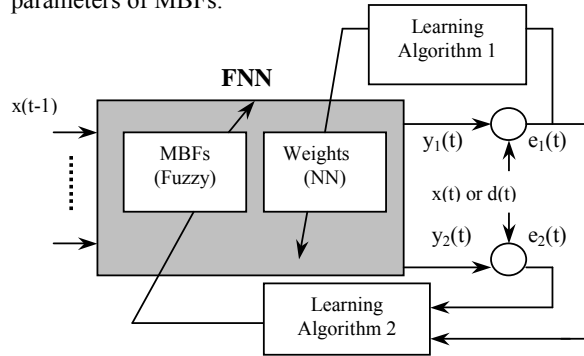 parameters of MBFs.
Learning
Algorithm 1
FNN
x(t-1)
MBFs
(Fuzzy)
Weights
(NN)
y1(t)
e1(t)
x(t) or d(t)
y2(t)
e2(t)
Learning
Algorithm 2